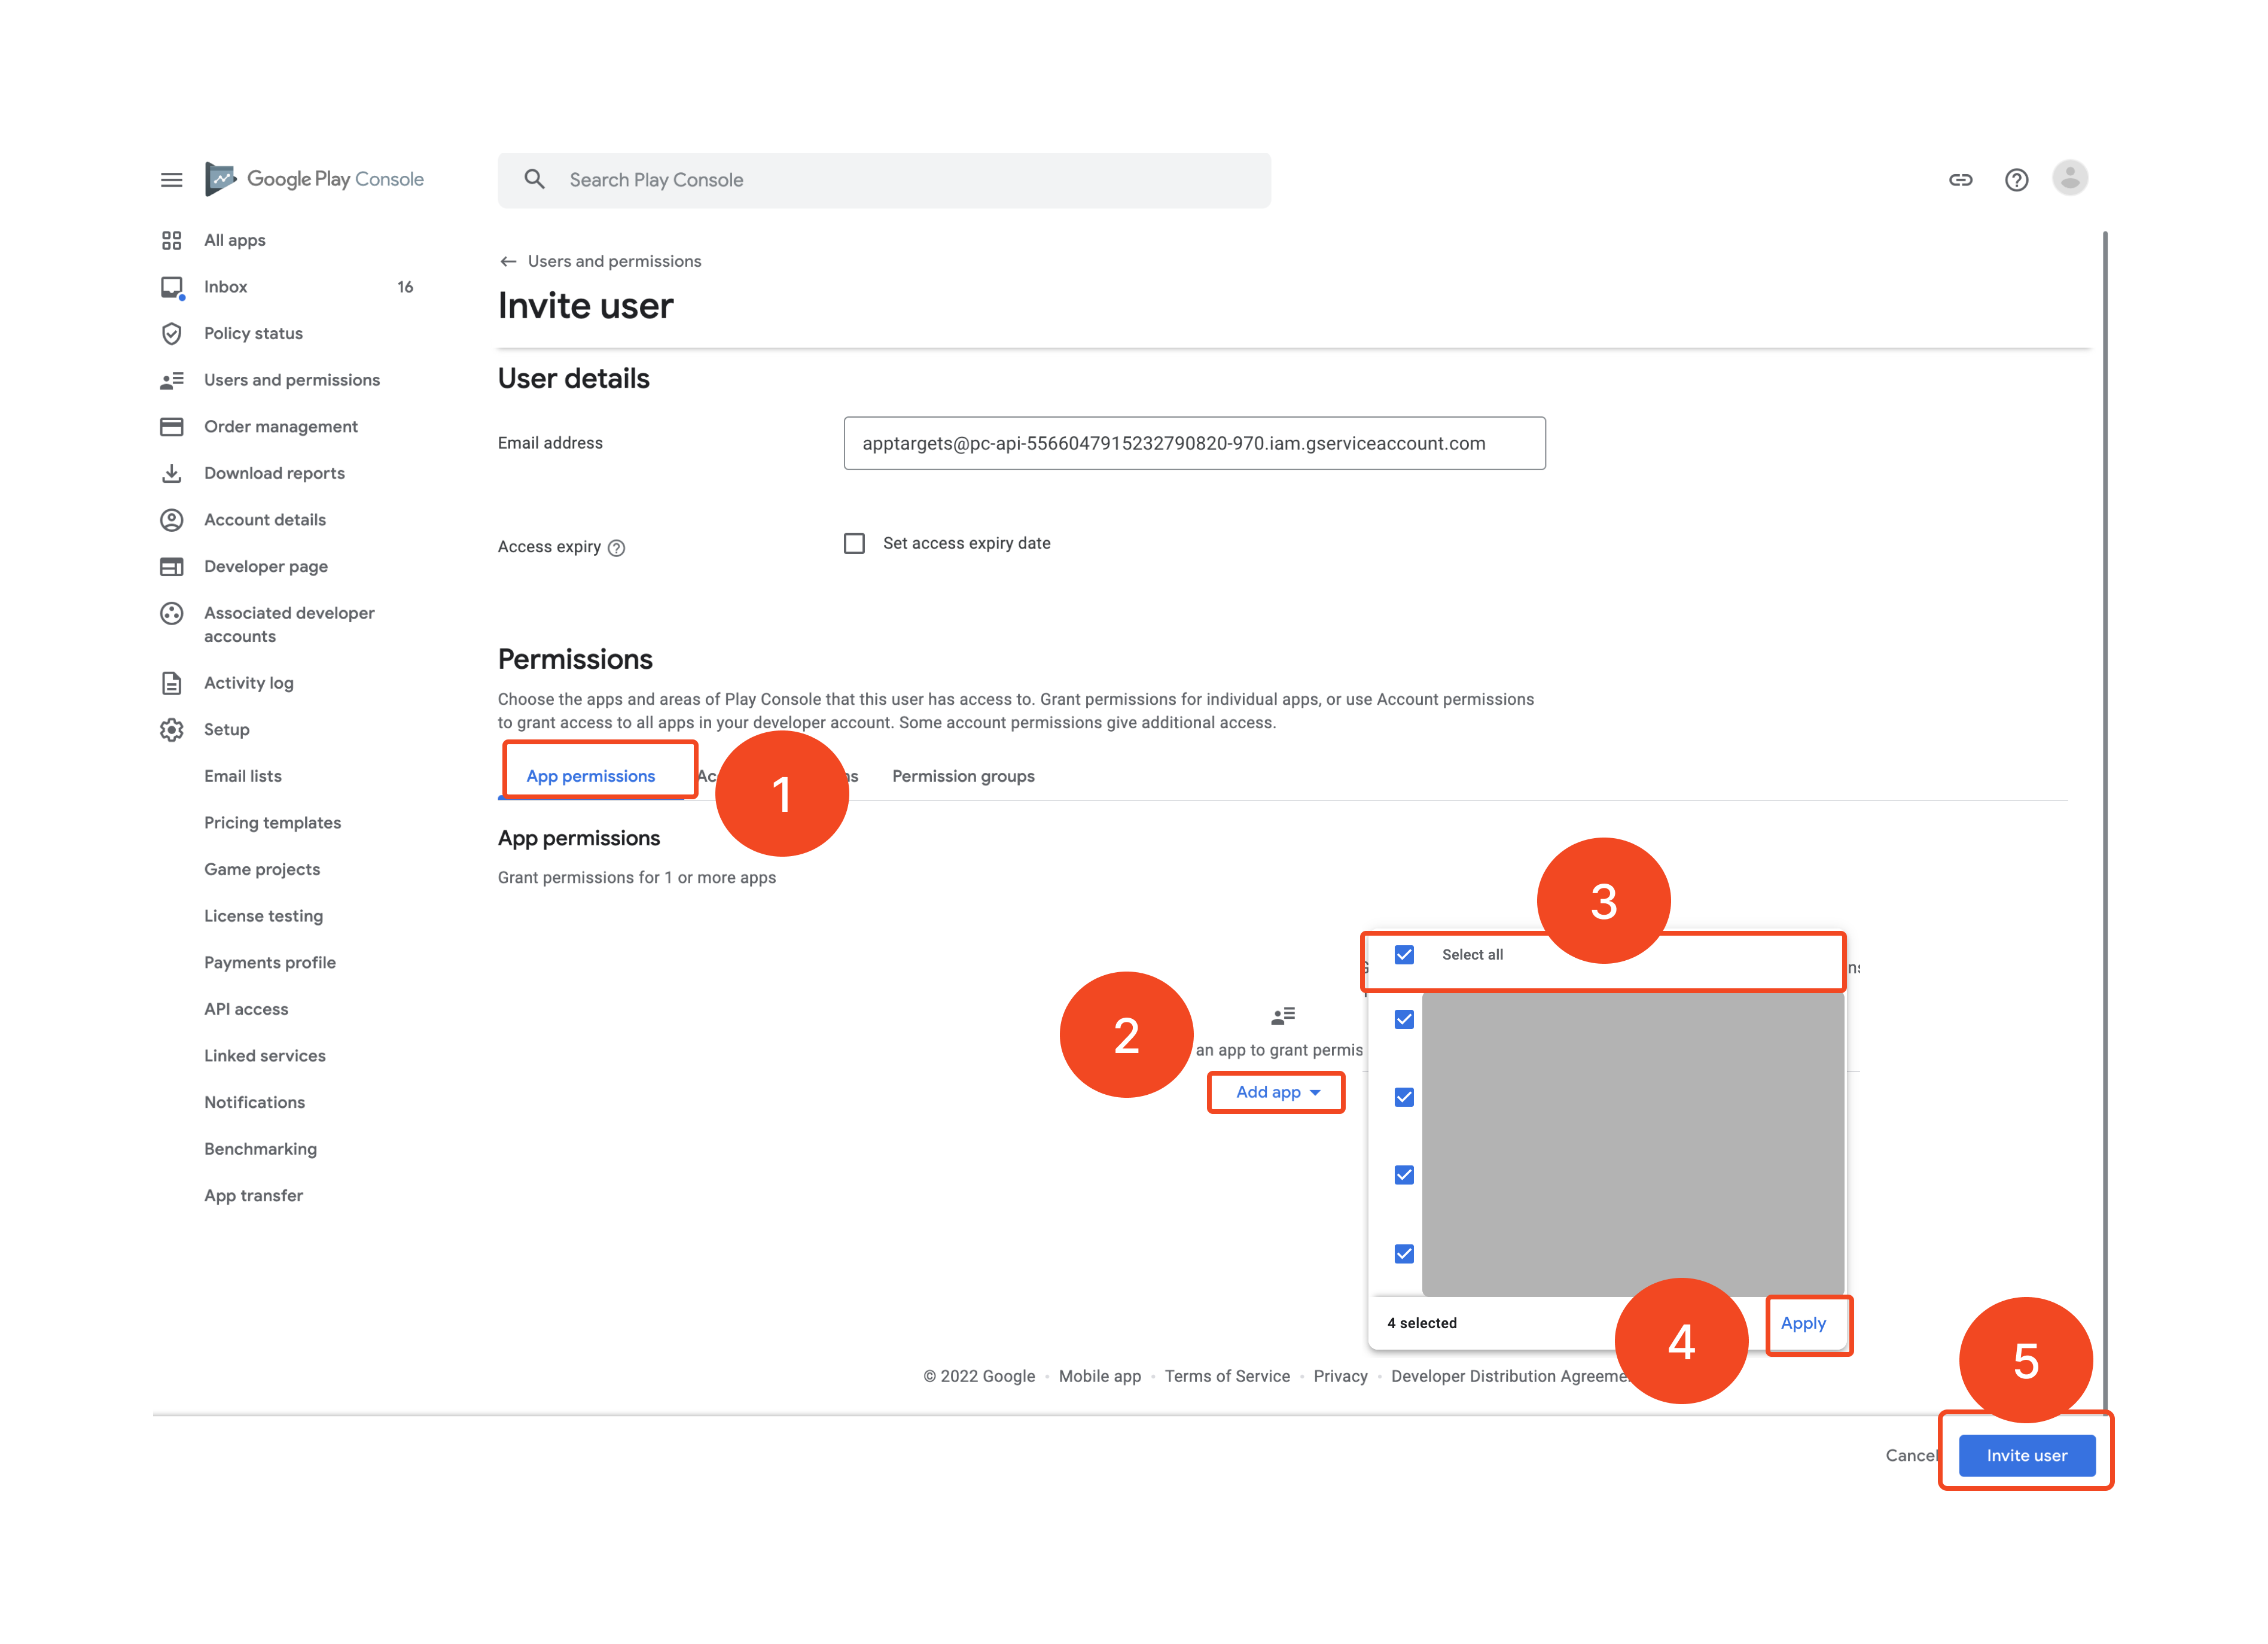 Google Play Console
Search Play Console
All apps
Inbox 16
Policy status
Users and permissions
Order management
Download reports
Account details
Developer page
Associated developer
accounts
Activity log
Setup
Email lists
Pricing templates
Game projects
License testing
Payments profile
API access
Linked services
Notifications
Benchmarking
App transfer
Users and permissions
Invite user
User details
Email address
apptargets@pc-api-5566047915232790820-970.iam.gserviceaccount.com
Access expiry
Set access expiry date
Permissions
Choose the apps and areas of Play Console that this user has access to. Grant permissions for individual apps, or use Account permissions
to grant access to all apps in your developer account. Some account permissions give additional access.
App permissions
1
Permission groups
App permissions
Grant permissions for 1 or more apps
3
Select all
2
an app to grant permis
Add app
4 selected
4
Apply
5
© 2022 Google • Mobile app • Terms of Service • Privacy • Developer Distribution Agreeme
Cancel
Invite user